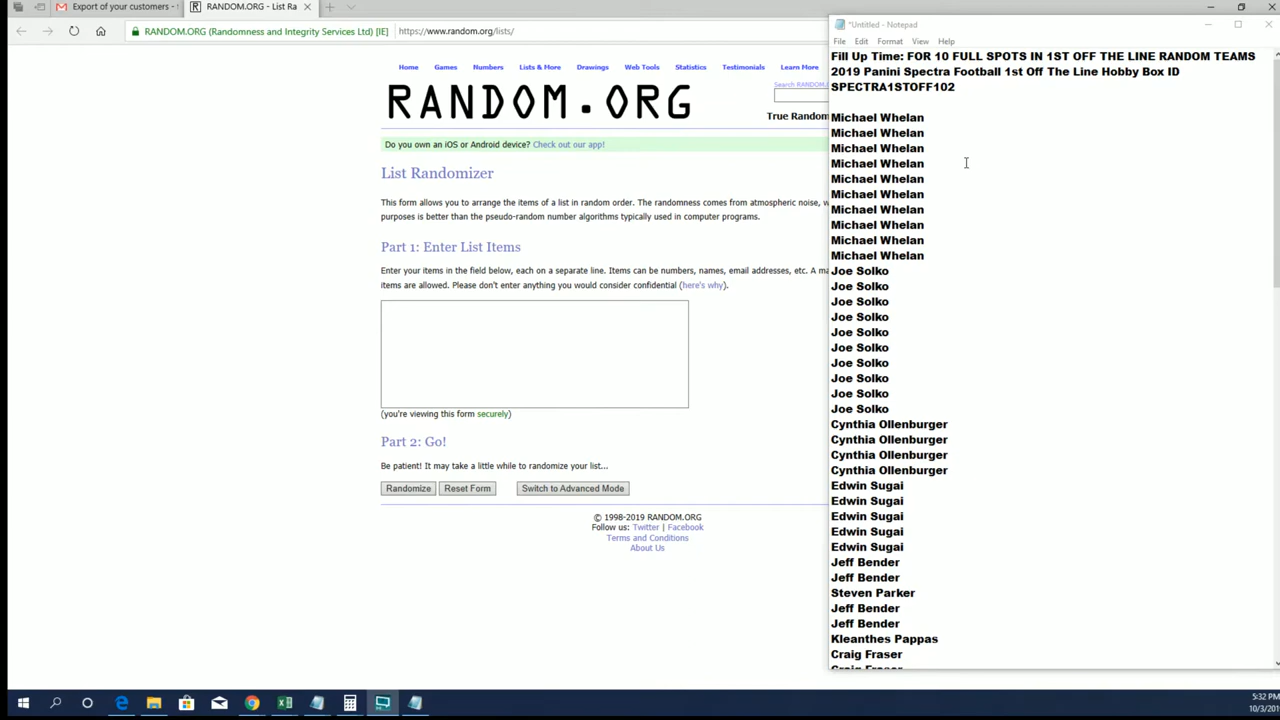 Export of your customers -
RANDOM.ORG - List Ra
RANDOM.ORG (Randomness and Integrity Services Ltd) [IE]
https://www.random.org/lists/
Home Games Numbers Lists & More Drawings Web Tools Statistics Testimonials Learn More
Search RANDOM.ORG
RANDOM.ORG
True Random
Do you own an iOS or Android device? Check out our app!
List Randomizer
This form allows you to arrange the items of a list in random order. The randomness comes from atmospheric noise, w
purposes is better than the pseudo-random number algorithms typically used in computer programs.
Part 1: Enter List Items
Enter your items in the field below, each on a separate line. Items can be numbers, names, email addresses, etc. A ma
items are allowed. Please don't enter anything you would consider confidential (here's why).
(you're viewing this form securely)
Part 2: Go!
Be patient! It may take a little while to randomize your list...
Randomize Reset Form Switch to Advanced Mode
© 1998-2019 RANDOM.ORG
Follow us: Twitter | Facebook
Terms and Conditions
About Us
*Untitled - Notepad
File Edit Format View Help
Fill Up Time: FOR 10 FULL SPOTS IN 1ST OFF THE LINE RANDOM TEAMS
2019 Panini Spectra Football 1st Off The Line Hobby Box ID
SPECTRA1STOFF102
Michael Whelan
Michael Whelan
Michael Whelan
Michael Whelan
Michael Whelan
Michael Whelan
Michael Whelan
Michael Whelan
Michael Whelan
Michael Whelan
Joe Solko
Joe Solko
Joe Solko
Joe Solko
Joe Solko
Joe Solko
Joe Solko
Joe Solko
Joe Solko
Joe Solko
Cynthia Ollenburger
Cynthia Ollenburger
Cynthia Ollenburger
Cynthia Ollenburger
Edwin Sugai
Edwin Sugai
Edwin Sugai
Edwin Sugai
Edwin Sugai
Jeff Bender
Jeff Bender
Steven Parker
Jeff Bender
Jeff Bender
Kleanthes Pappas
Craig Fraser
Craig Fraser
5:32 PM
10/3/201